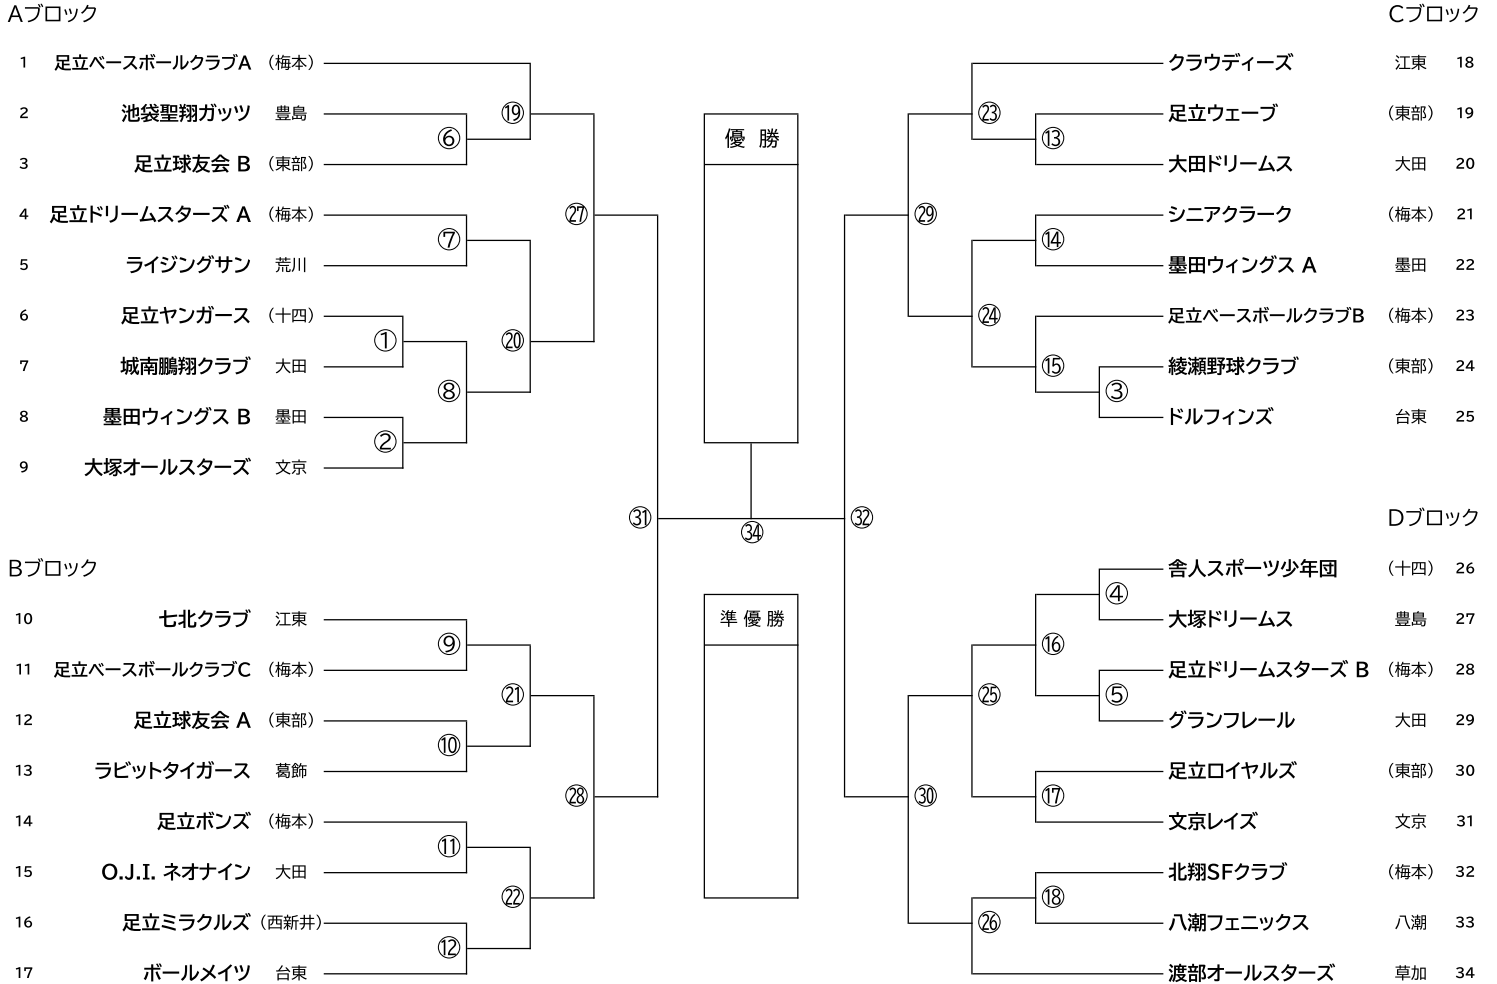 Aブロック
1 足立ベースボールクラブA （梅本）
2 池袋聖翔ガッツ 豊島
3 足立球友会 B （東部）
4 足立ドリームスターズ A （梅本）
5 ライジングサン 荒川
6 足立ヤンガース （十四）
7 城南鵬翔クラブ 大田
8 墨田ウィングス B 墨田
9 大塚オールスターズ 文京
⑲
⑥
㉗
⑦
⑳
①
⑧
②
Bブロック
10 七北クラブ 江東
11 足立ベースボールクラブC （梅本）
12 足立球友会 A （東部）
13 ラビットタイガース 葛飾
14 足立ボンズ （梅本）
15 O.J.I. ネオナイン 大田
16 足立ミラクルズ （西新井）
17 ボールメイツ 台東
⑨
㉑
⑩
㉘
⑪
㉒
⑫
㉛
優 勝
㉞
準 優 勝
㉜
Cブロック
クラウディーズ 江東 18
足立ウェーブ （東部） 19
大田ドリームス 大田 20
シニアクラーク （梅本） 21
墨田ウィングス A 墨田 22
足立ベースボールクラブB （梅本） 23
綾瀬野球クラブ （東部） 24
ドルフィンズ 台東 25
㉓
⑬
㉙
⑭
㉔
⑮
③
Dブロック
舎人スポーツ少年団 （十四） 26
大塚ドリームス 豊島 27
足立ドリームスターズ B （梅本） 28
グランフレール 大田 29
足立ロイヤルズ （東部） 30
文京レイズ 文京 31
北翔SFクラブ （梅本） 32
八潮フェニックス 八潮 33
渡部オールスターズ 草加 34
④
⑯
㉕
⑤
㉚
⑰
⑱
㉖